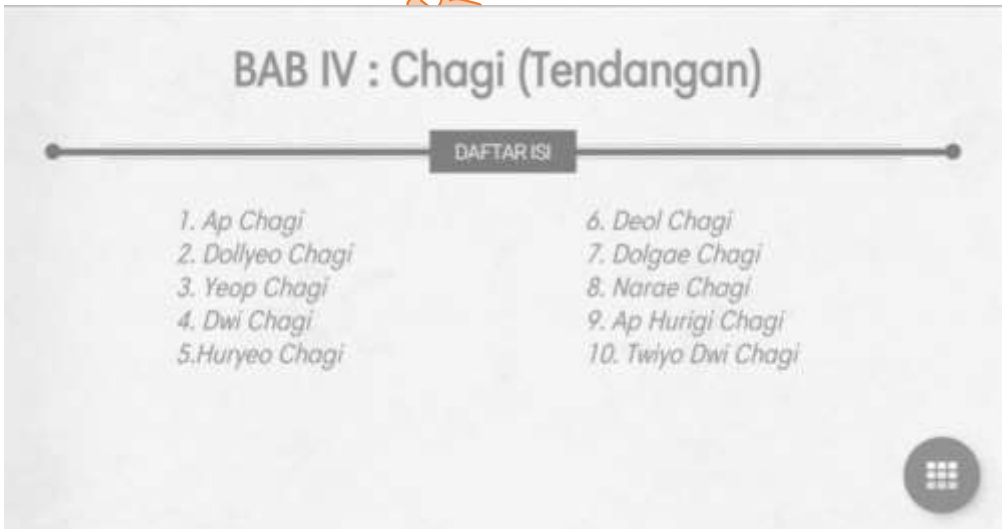 BAB IV : Chagi (Tendangan)
DAFTAR ISI
1. Ap Chagi
2. Dollyeo Chagi
3. Yeop Chagi
4. Dwi Chagi
5.Huryeo Chagi
6. Deol Chagi
7. Dolgae Chagi
8. Narae Chagi
9. Ap Hurigi Chagi
10. Twiyo Dwi Chagi